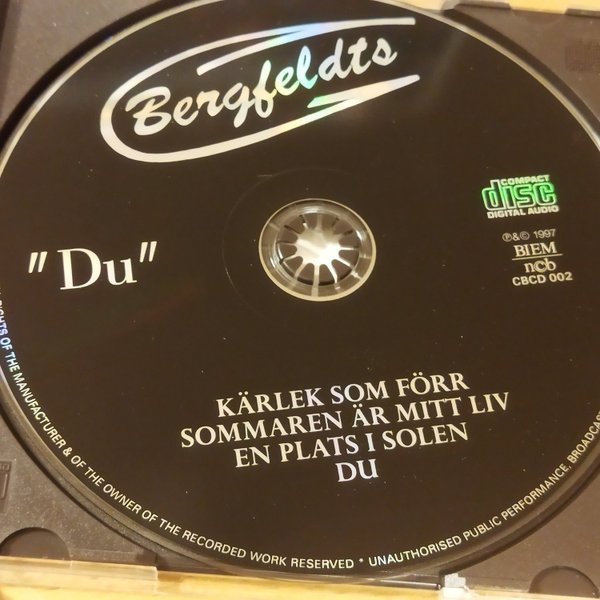 Bergfeldts
COMPACT
disc
DIGITAL AUDIO
"Du"
℗&© 1997
BIEM
ncb
CBCD 002
KÄRLEK SOM FÖRR
SOMMAREN ÄR MITT LIV
EN PLATS I SOLEN
DU
RIGHTS OF THE MANUFACTURER & OF THE OWNER OF THE RECORDED WORK RESERVED * UNAUTHORISED PUBLIC PERFORMANCE, BROADCAST